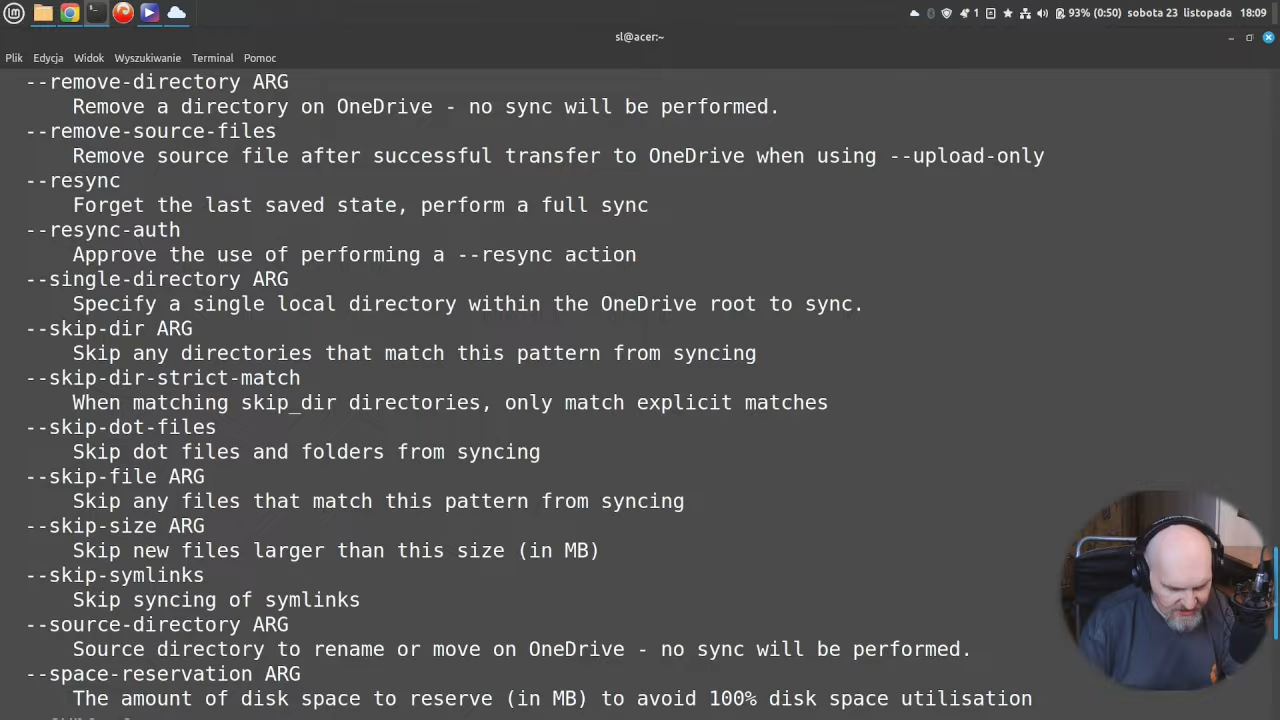 1
93% (0:50)
sobota 23 listopada
18:09
sl@acer:~
Plik Edycja Widok Wyszukiwanie Terminal Pomoc
--remove-directory ARG
Remove a directory on OneDrive - no sync will be performed.
--remove-source-files
Remove source file after successful transfer to OneDrive when using --upload-only
--resync
Forget the last saved state, perform a full sync
--resync-auth
Approve the use of performing a --resync action
--single-directory ARG
Specify a single local directory within the OneDrive root to sync.
--skip-dir ARG
Skip any directories that match this pattern from syncing
--skip-dir-strict-match
When matching skip_dir directories, only match explicit matches
--skip-dot-files
Skip dot files and folders from syncing
--skip-file ARG
Skip any files that match this pattern from syncing
--skip-size ARG
Skip new files larger than this size (in MB)
--skip-symlinks
Skip syncing of symlinks
--source-directory ARG
Source directory to rename or move on OneDrive - no sync will be performed.
--space-reservation ARG
The amount of disk space to reserve (in MB) to avoid 100% disk space utilisation